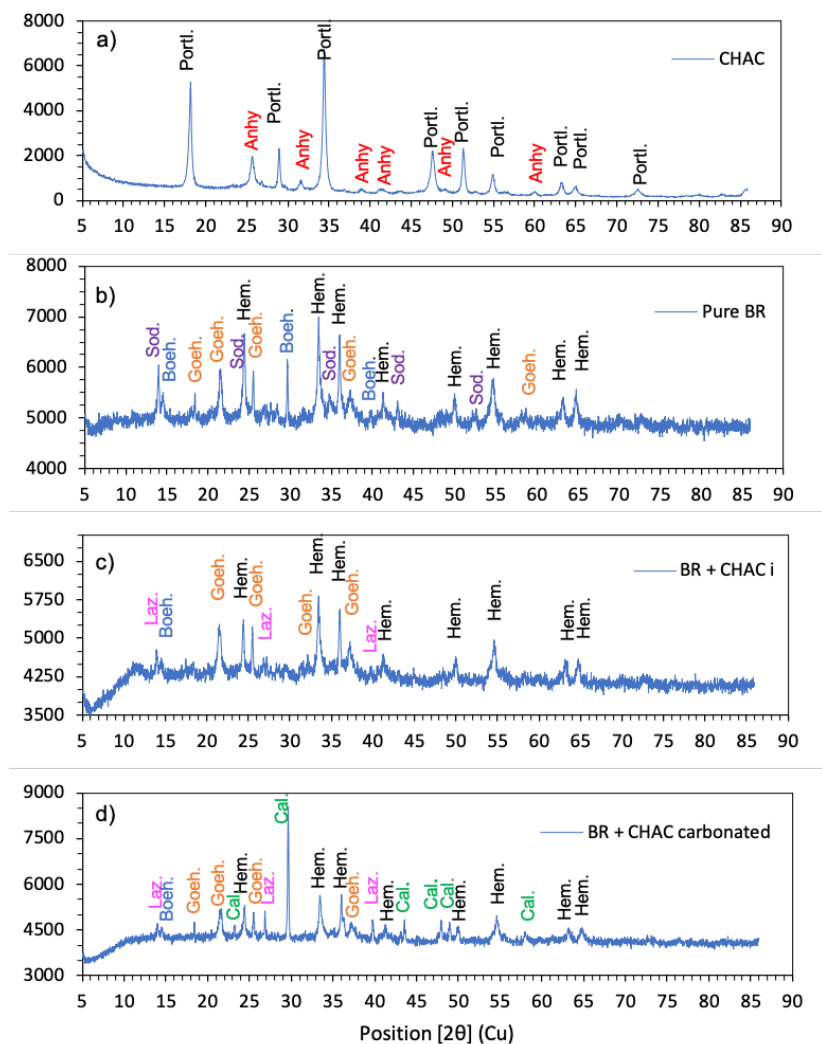 a)
CHAC
8000
6000
4000
2000
0
Portl.
Anhy
Portl.
Anhy
Portl.
Anhy
Anhy
Portl.
Anhy
Portl.
Portl.
Anhy
Portl.
Portl.
Portl.
5 10 15 20 25 30 35 40 45 50 55 60 65 70 75 80 85 90
b)
Pure BR
8000
7000
6000
5000
4000
Sod.
Boeh.
Goeh.
Goeh.
Sod.
Hem.
Goeh.
Boeh.
Hem.
Sod.
Hem.
Goeh.
Boeh.
Hem.
Sod.
Hem.
Sod.
Hem.
Goeh.
Hem.
Hem.
5 10 15 20 25 30 35 40 45 50 55 60 65 70 75 80 85 90
c)
BR + CHAC i
6500
5750
5000
4250
3500
Laz.
Boeh.
Goeh.
Hem.
Goeh.
Laz.
Goeh.
Hem.
Hem.
Goeh.
Laz.
Hem.
Hem.
Hem.
Hem.
Hem.
5 10 15 20 25 30 35 40 45 50 55 60 65 70 75 80 85 90
d)
BR + CHAC carbonated
9000
7500
6000
4500
3000
Laz.
Boeh.
Goeh.
Goeh.
Cal.
Hem.
Goeh.
Laz.
Cal.
Hem.
Hem.
Goeh.
Laz.
Hem.
Cal.
Cal.
Cal.
Hem.
Hem.
Cal.
Hem.
Hem.
5 10 15 20 25 30 35 40 45 50 55 60 65 70 75 80 85 90
Position [2θ] (Cu)